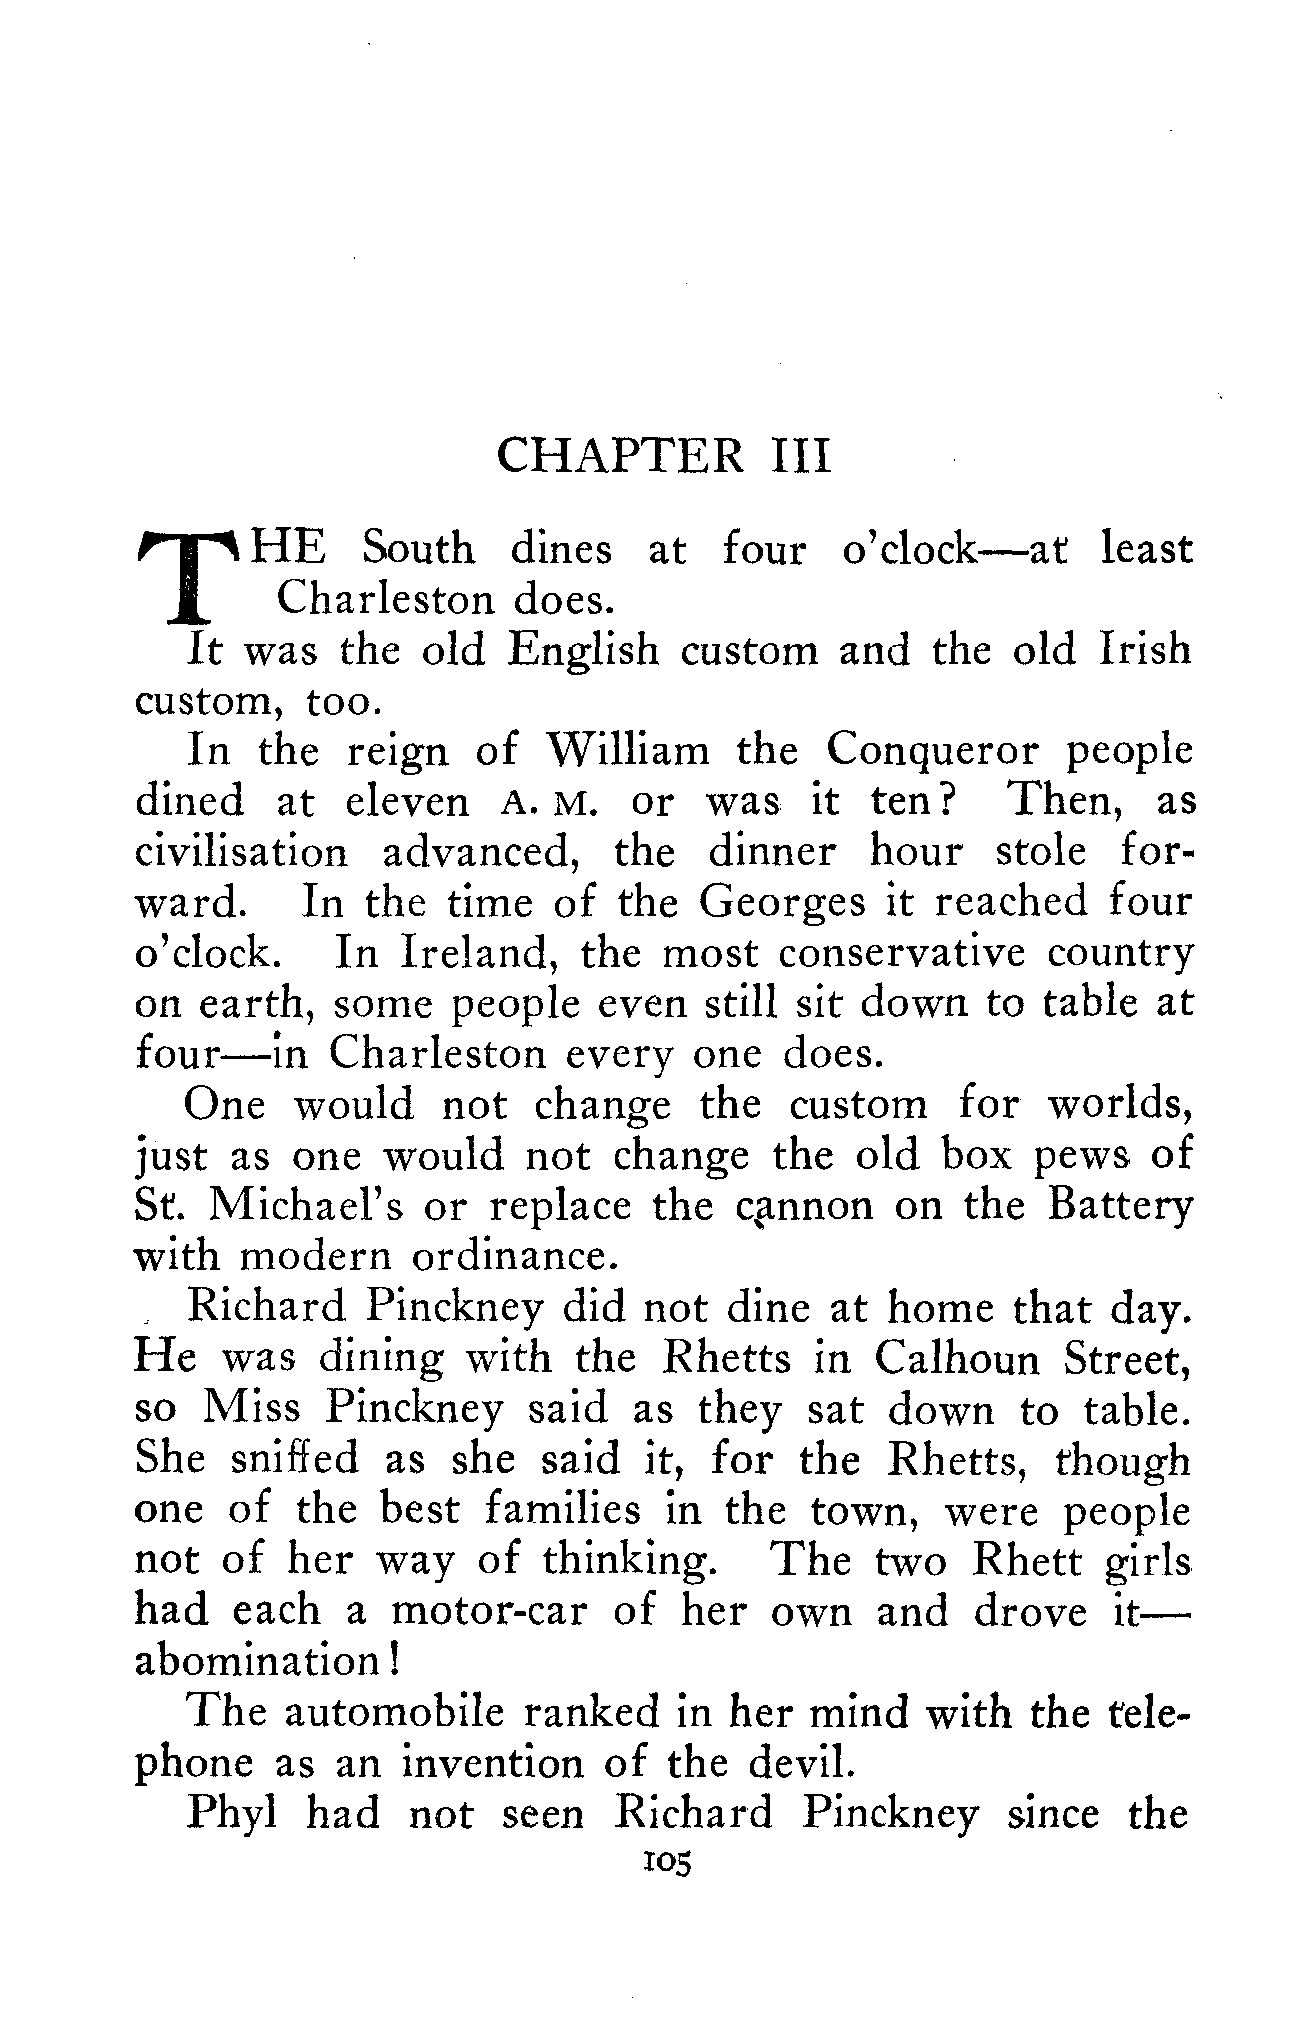 CHAPTER III
THE South dines at four o'clock—at least
Charleston does.
It was the old English custom and the old Irish
custom, too.
In the reign of William the Conqueror people
dined at eleven A. M. or was it ten? Then, as
civilisation advanced, the dinner hour stole for-
ward. In the time of the Georges it reached four
o'clock. In Ireland, the most conservative country
on earth, some people even still sit down to table at
four—in Charleston every one does.
One would not change the custom for worlds,
just as one would not change the old box pews of
St. Michael's or replace the cannon on the Battery
with modern ordinance.
Richard Pinckney did not dine at home that day.
He was dining with the Rhetts in Calhoun Street,
so Miss Pinckney said as they sat down to table.
She sniffed as she said it, for the Rhetts, though
one of the best families in the town, were people
not of her way of thinking. The two Rhett girls
had each a motor-car of her own and drove it—
abomination!
The automobile ranked in her mind with the tele-
phone as an invention of the devil.
Phyl had not seen Richard Pinckney since the
105